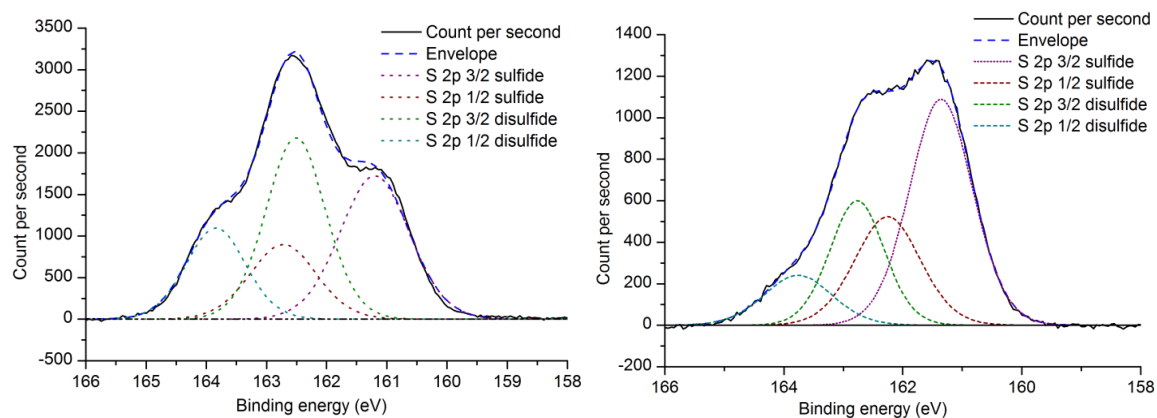 3500
3000
2500
2000
1500
1000
500
0
-500
Count per second
Count per second
Envelope
S 2p 3/2 sulfide
S 2p 1/2 sulfide
S 2p 3/2 disulfide
S 2p 1/2 disulfide
166 165 164 163 162 161 160 159 158
Binding energy (eV)
1400
1200
1000
800
600
400
200
0
-200
Count per second
Count per second
Envelope
S 2p 3/2 sulfide
S 2p 1/2 sulfide
S 2p 3/2 disulfide
S 2p 1/2 disulfide
166 164 162 160 158
Binding energy (eV)